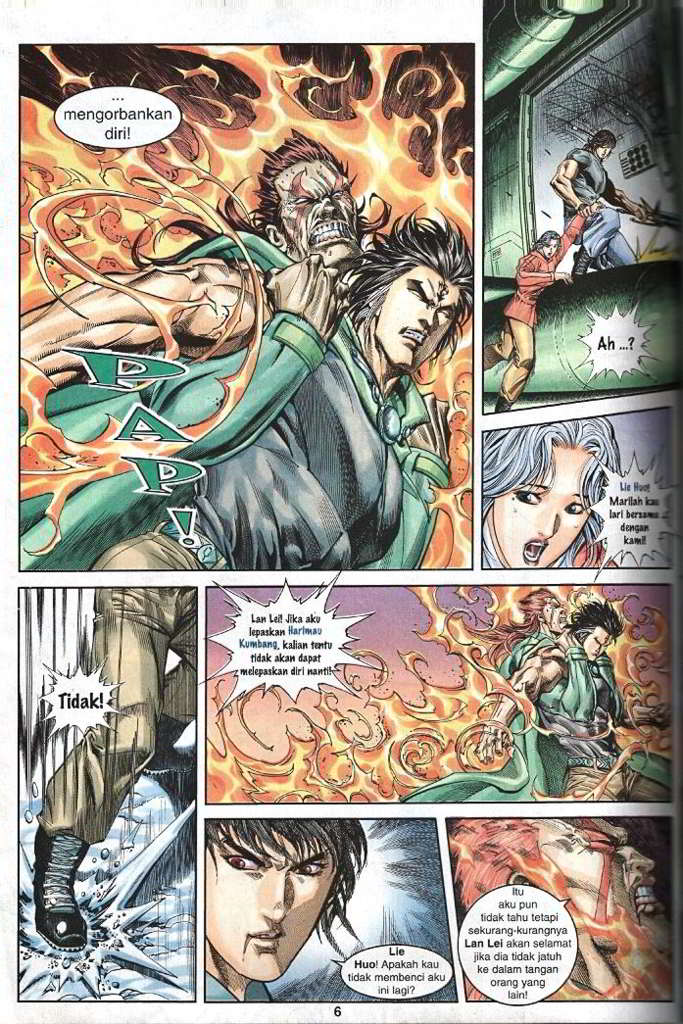 ...
mengorbankan
diri!
PAP!
Ah ...?
Lie Huo!
Marilah kau
lari bersama
dengan
kami!
Tidak!
Lan Lei! Jika aku
lepaskan Harimau
Kumbang, kalian tentu
tidak akan dapat
melepaskan diri nanti!
Lie
Huo! Apakah kau
tidak membenci aku
ini lagi?
Itu
aku pun
tidak tahu tetapi
sekurang-kurangnya
Lan Lei akan selamat
jika dia tidak jatuh
ke dalam tangan
orang yang
lain!
6